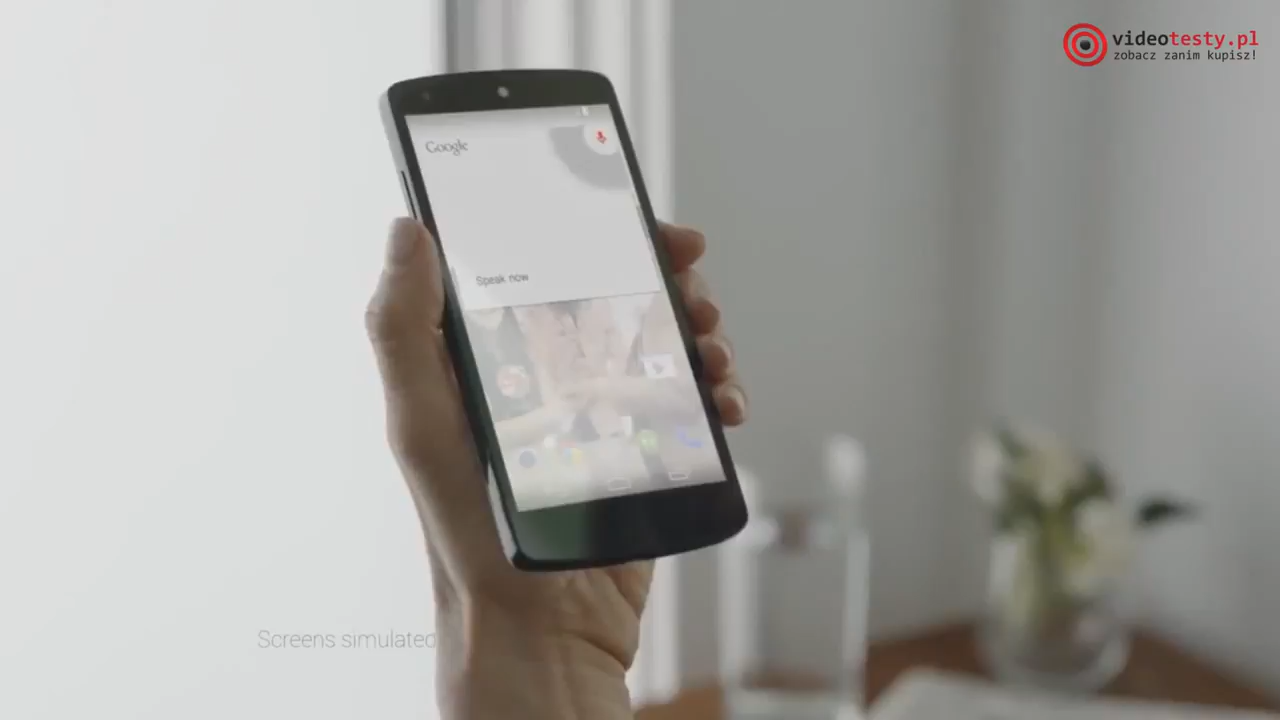 videotesty.pl
zobacz zanim kupisz!
Google
Speak now
Screens simulated